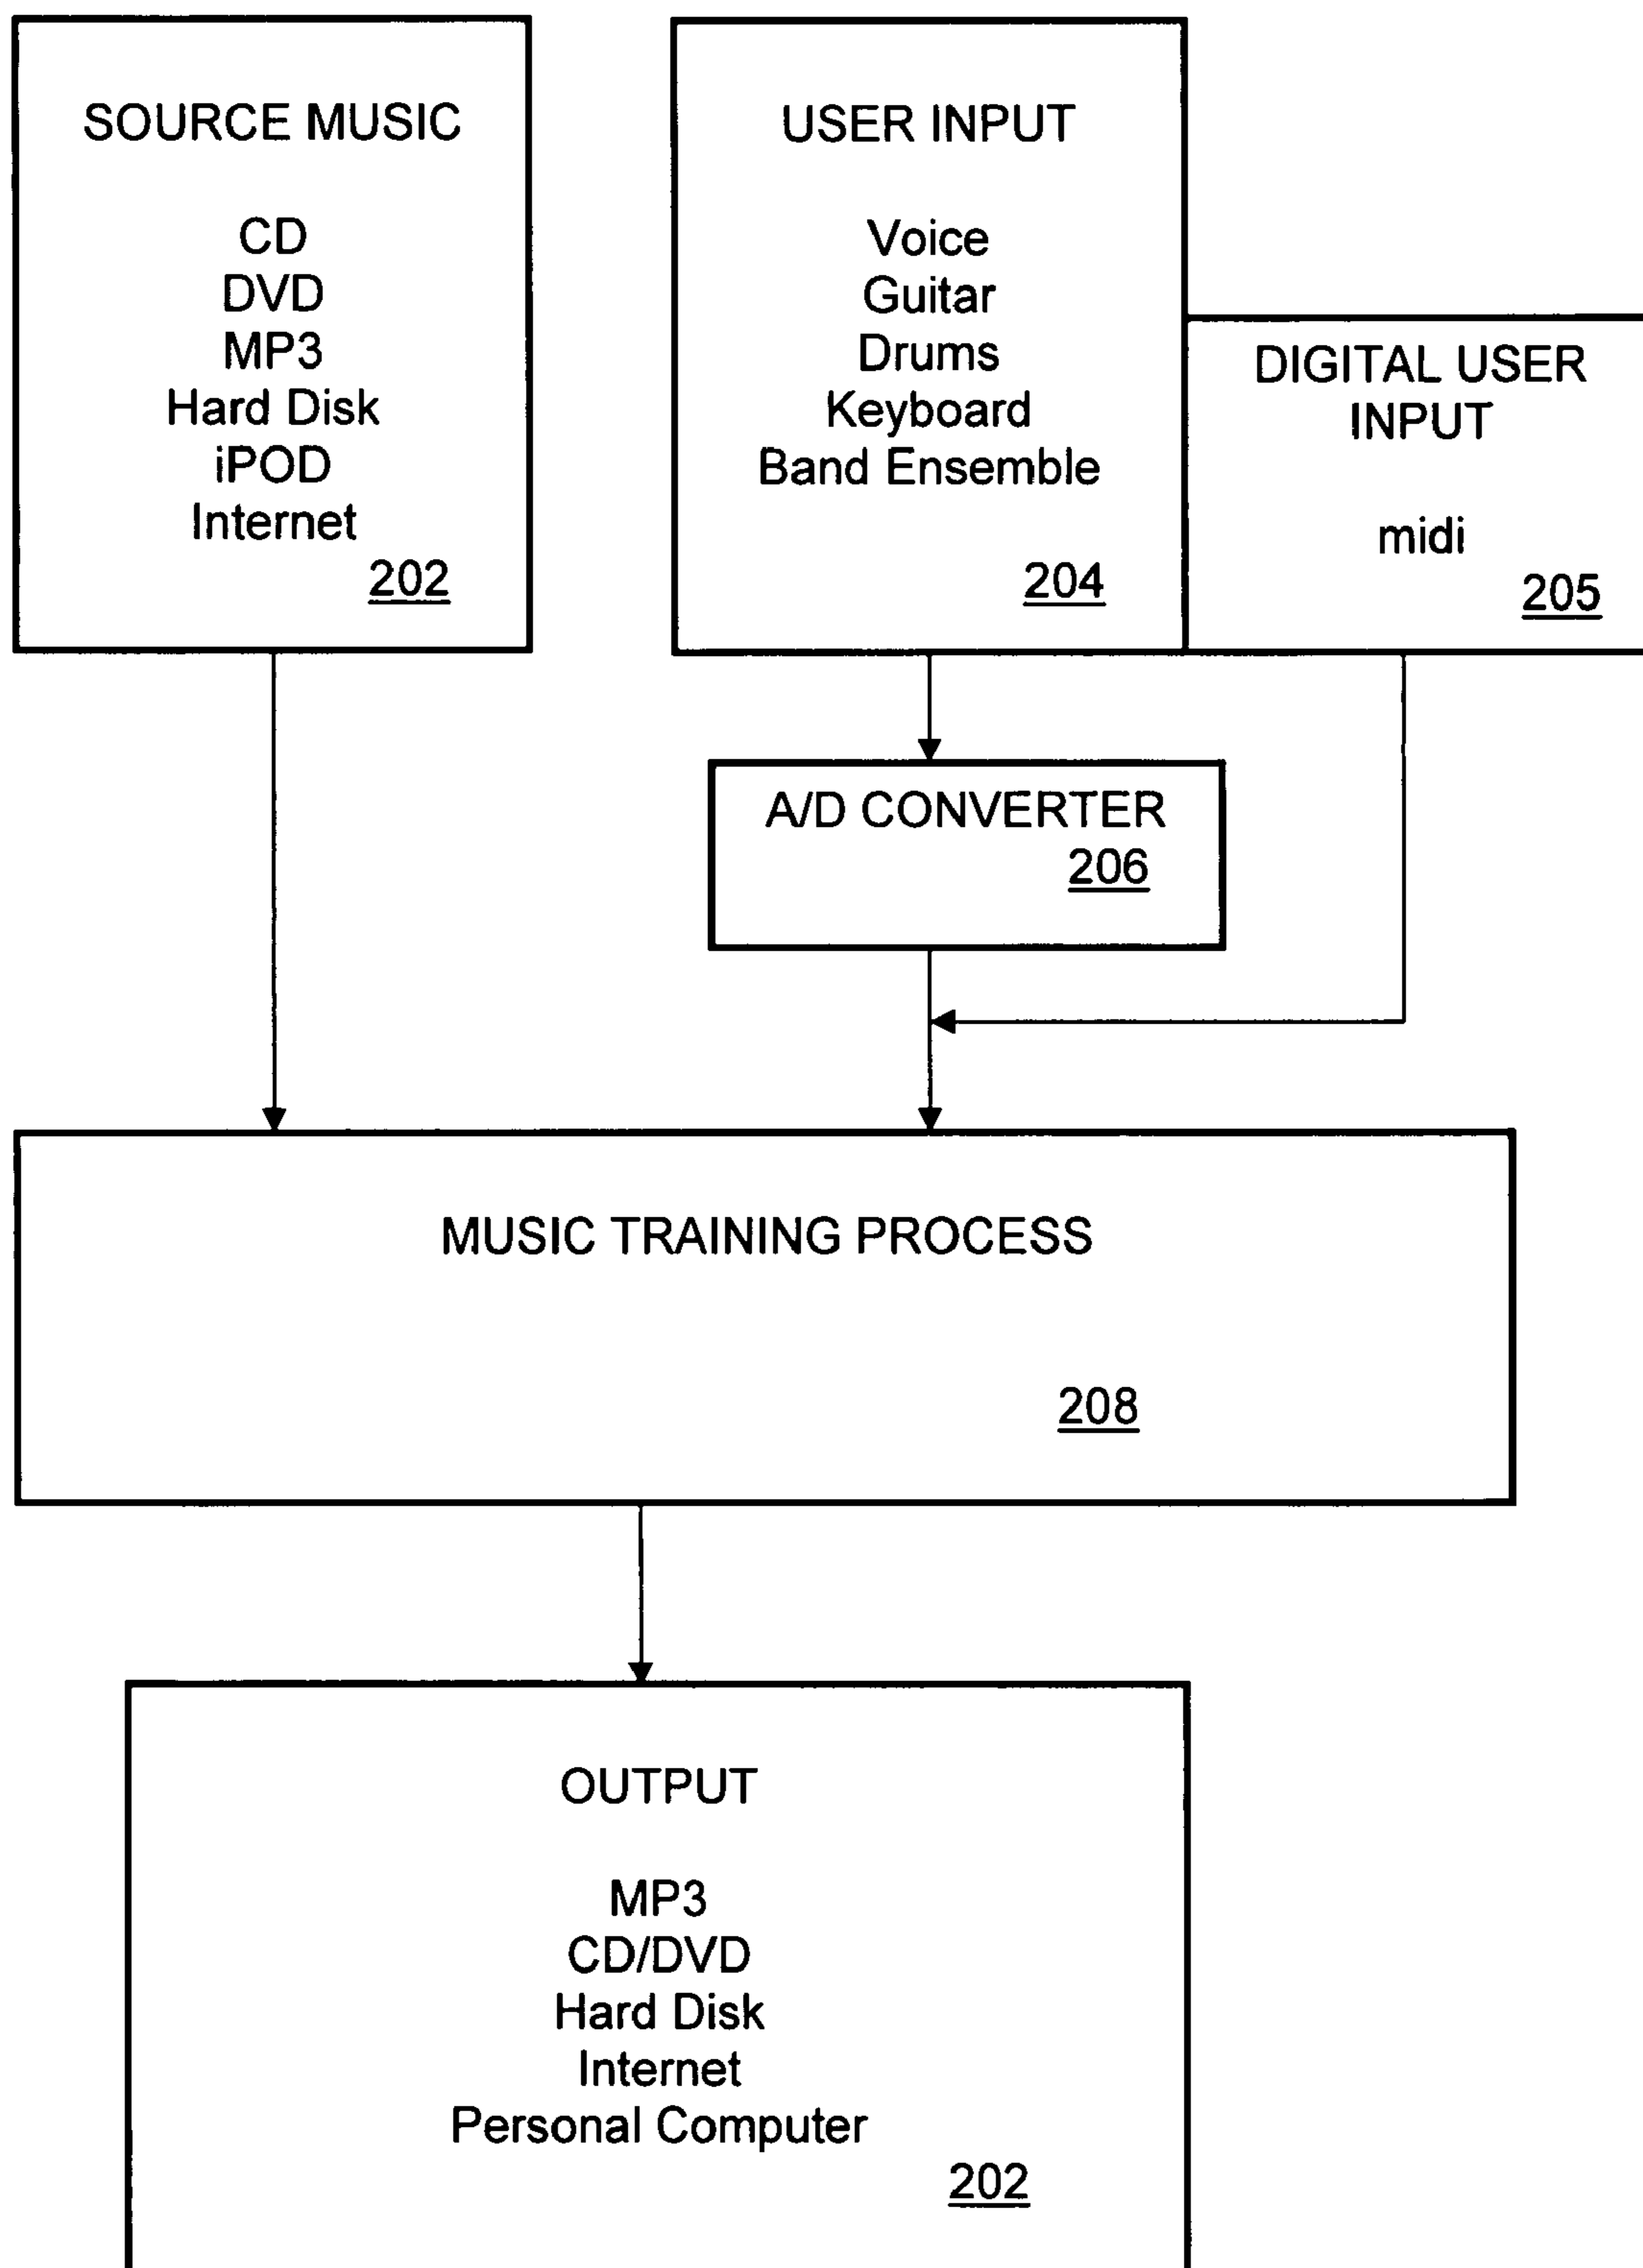 SOURCE MUSIC
CD
DVD
MP3
Hard Disk
iPOD
Internet
202
USER INPUT
Voice
Guitar
Drums
Keyboard
Band Ensemble
204
DIGITAL USER
INPUT
midi
205
A/D CONVERTER
206
MUSIC TRAINING PROCESS
208
OUTPUT
MP3
CD/DVD
Hard Disk
Internet
Personal Computer
202